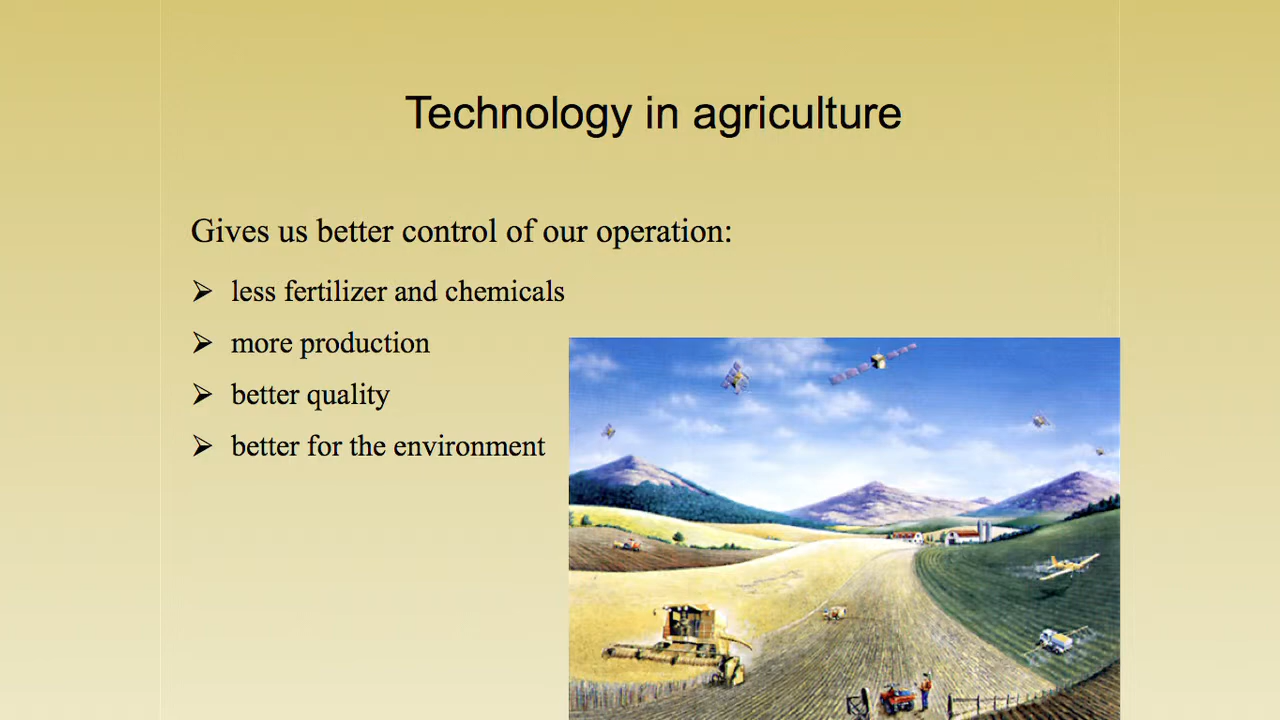 Technology in agriculture
Gives us better control of our operation:
➢ less fertilizer and chemicals
➢ more production
➢ better quality
➢ better for the environment